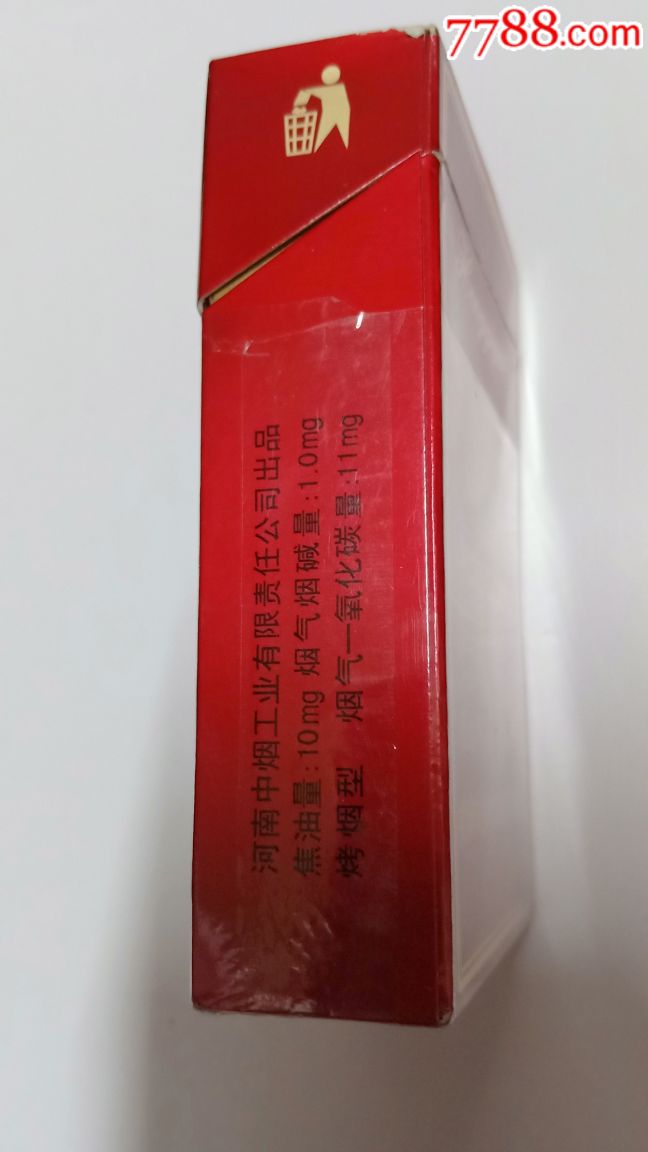 7788.com
河南中烟工业有限责任公司出品
焦油量:10mg 烟气烟碱量:1.0mg
烤烟型 烟气一氧化碳量:11mg